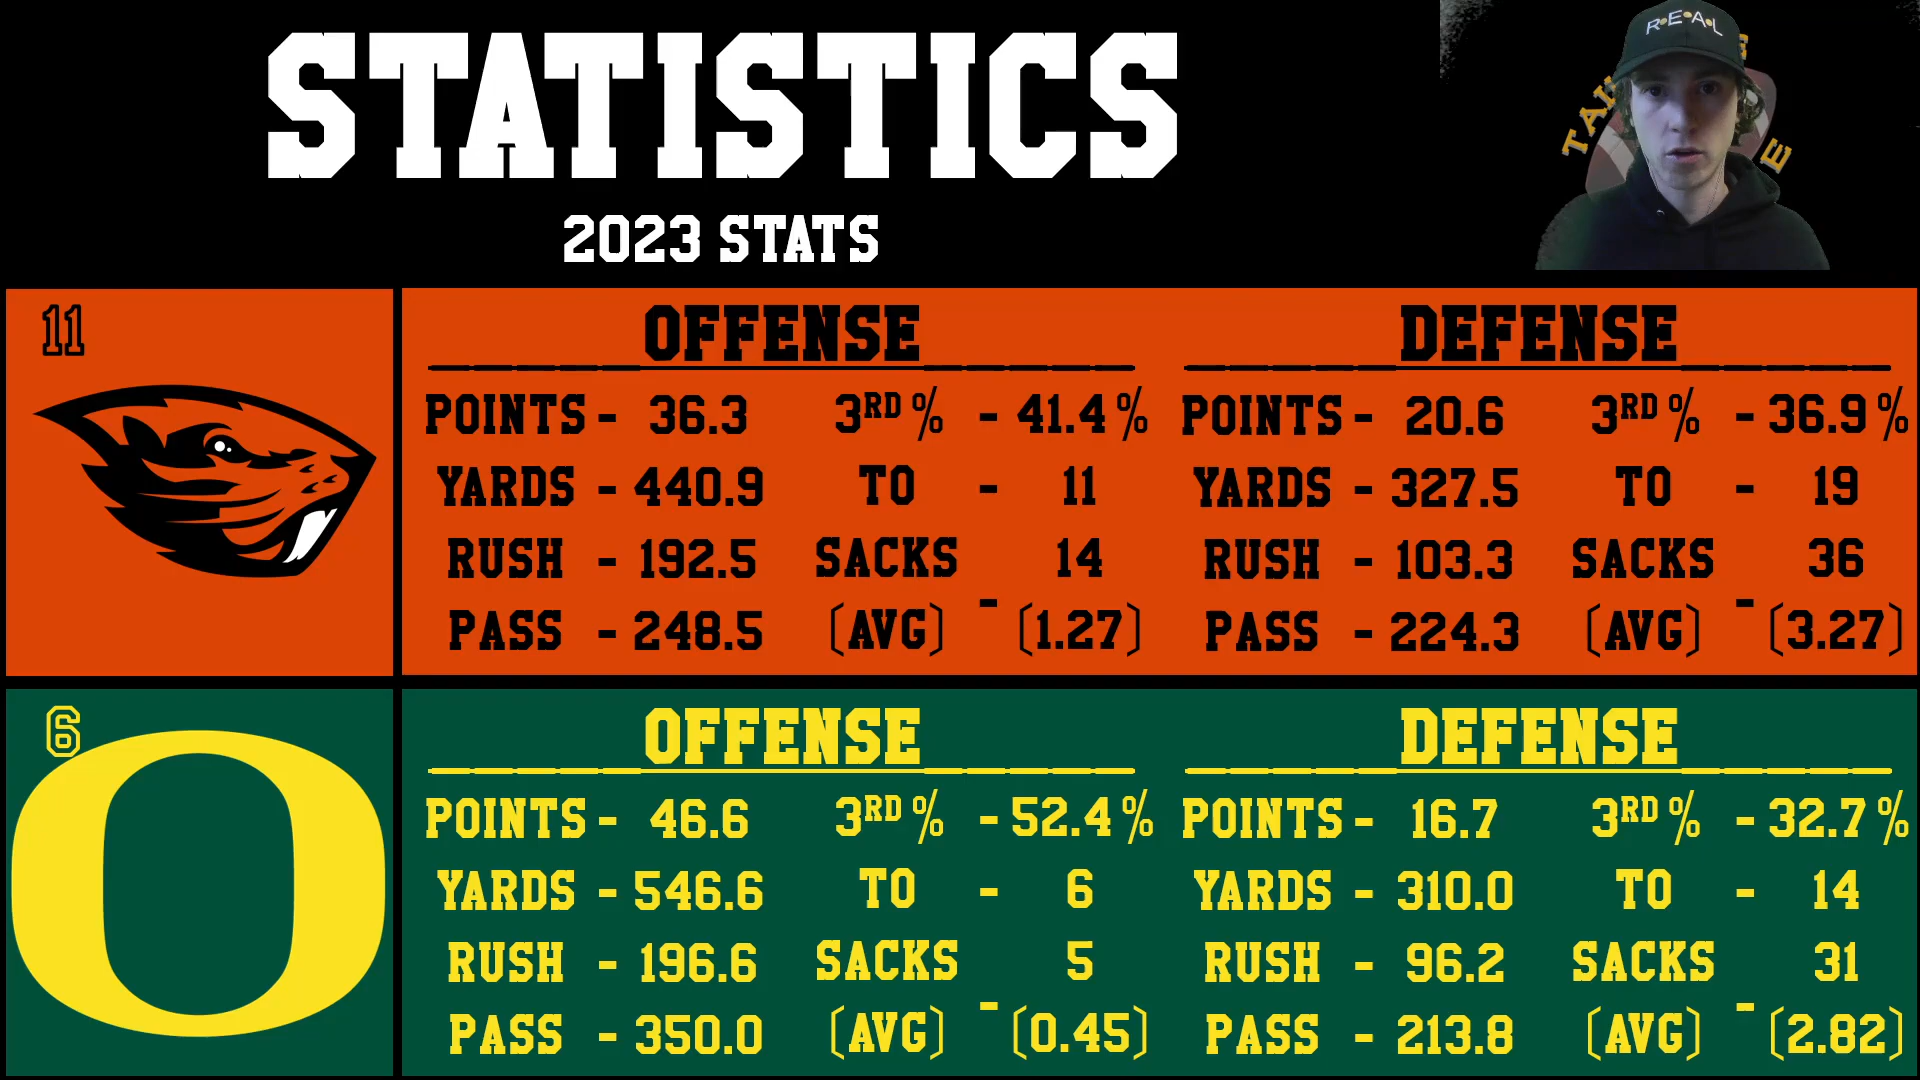 STATISTICS
2023 STATS
R•E•A•L
TA
E
11
OFFENSE
POINTS - 36.3 3RD % - 41.4 %
YARDS - 440.9 TO - 11
RUSH - 192.5 SACKS 14
PASS - 248.5 (AVG) - (1.27)
DEFENSE
POINTS - 20.6 3RD % - 36.9 %
YARDS - 327.5 TO - 19
RUSH - 103.3 SACKS 36
PASS - 224.3 (AVG) - (3.27)
6
O
OFFENSE
POINTS - 46.6 3RD % - 52.4 %
YARDS - 546.6 TO - 6
RUSH - 196.6 SACKS 5
PASS - 350.0 (AVG) - (0.45)
DEFENSE
POINTS - 16.7 3RD % - 32.7 %
YARDS - 310.0 TO - 14
RUSH - 96.2 SACKS 31
PASS - 213.8 (AVG) - (2.82)